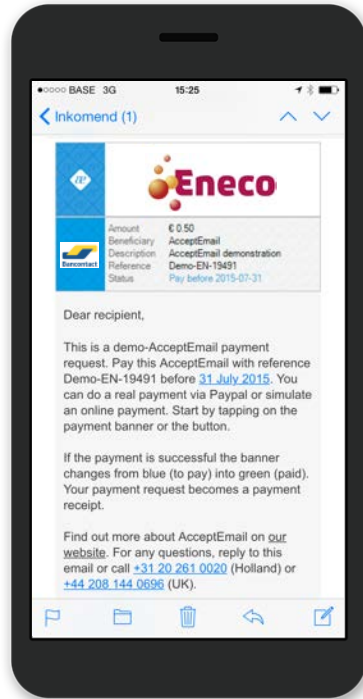 BASE 3G 15:25
Inkomend (1)
Eneco
Bancontact
Amount € 0.50
Beneficiary AcceptEmail
Description AcceptEmail demonstration
Reference Demo-EN-19491
Status Pay before 2015-07-31
Dear recipient,
This is a demo-AcceptEmail payment
request. Pay this AcceptEmail with reference
Demo-EN-19491 before 31 July 2015. You
can do a real payment via Paypal or simulate
an online payment. Start by tapping on the
payment banner or the button.
If the payment is successful the banner
changes from blue (to pay) into green (paid).
Your payment request becomes a payment
receipt.
Find out more about AcceptEmail on our
website. For any questions, reply to this
email or call +31 20 261 0020 (Holland) or
+44 208 144 0696 (UK).